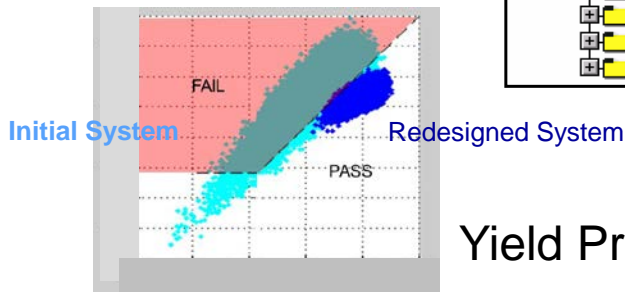 FAIL
Initial System
Redesigned System
PASS
Yield Pr